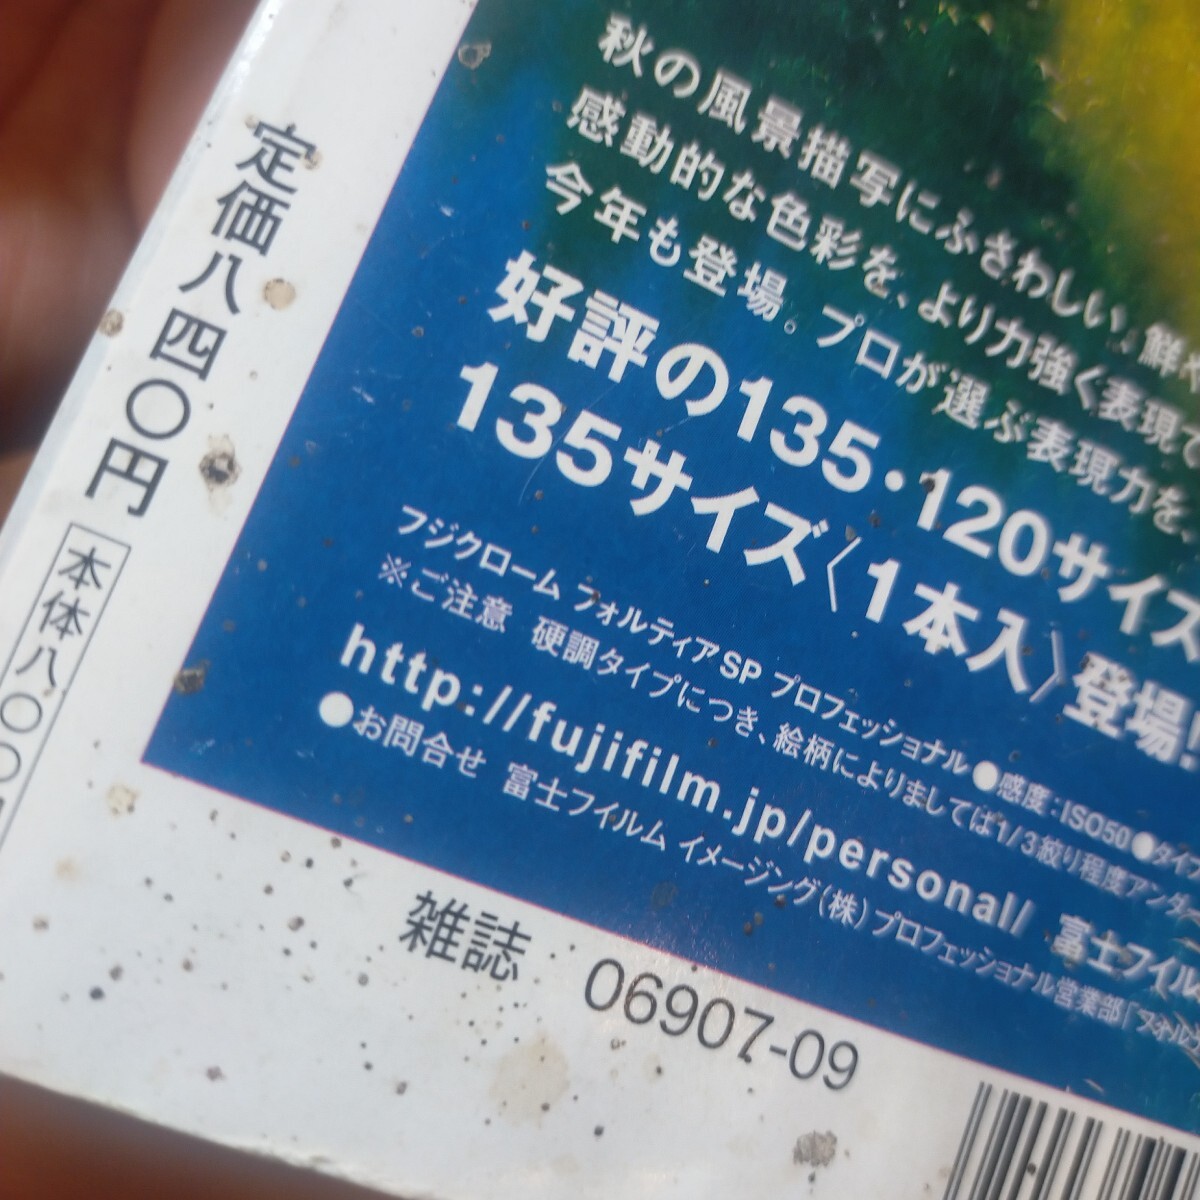 定価八四〇円
本体八〇〇
秋の風景描写にふさわしい、鮮や
感動的な色彩を、より力強く表現で
今年も登場。プロが選ぶ表現力を、
好評の135・120サイズ
135サイズ〈1本入〉登場!
フジクローム フォルティアSP プロフェッショナル●感度:ISO50●タイプ
※ご注意 硬調タイプにつき、絵柄によりましては1/3絞り程度アンダー
http://fujifilm.jp/personal/ 富士フイル
●お問合せ 富士フイルム イメージング(株)プロフェッショナル営業部「フォルティ
雑誌 06907-09